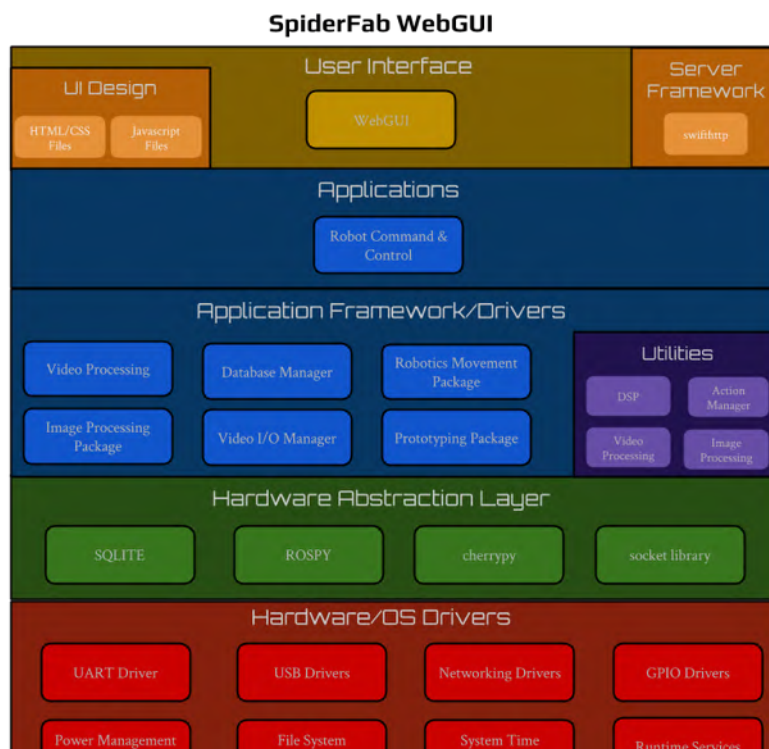 SpiderFab WebGUI
User Interface
UI Design
HTML/CSS
Files
Javascript
Files
WebGUI
Server
Framework
swifthttp
Applications
Robot Command &
Control
Application Framework/Drivers
Video Processing
Database Manager
Robotics Movement
Package
Image Processing
Package
Video I/O Manager
Prototyping Package
Utilities
DSP
Action
Manager
Video
Processing
Image
Processing
Hardware Abstraction Layer
SQLITE
ROSPY
cherrypy
socket library
Hardware/OS Drivers
UART Driver
USB Drivers
Networking Drivers
GPIO Drivers
Power Management
File System
System Time
Runtime Services